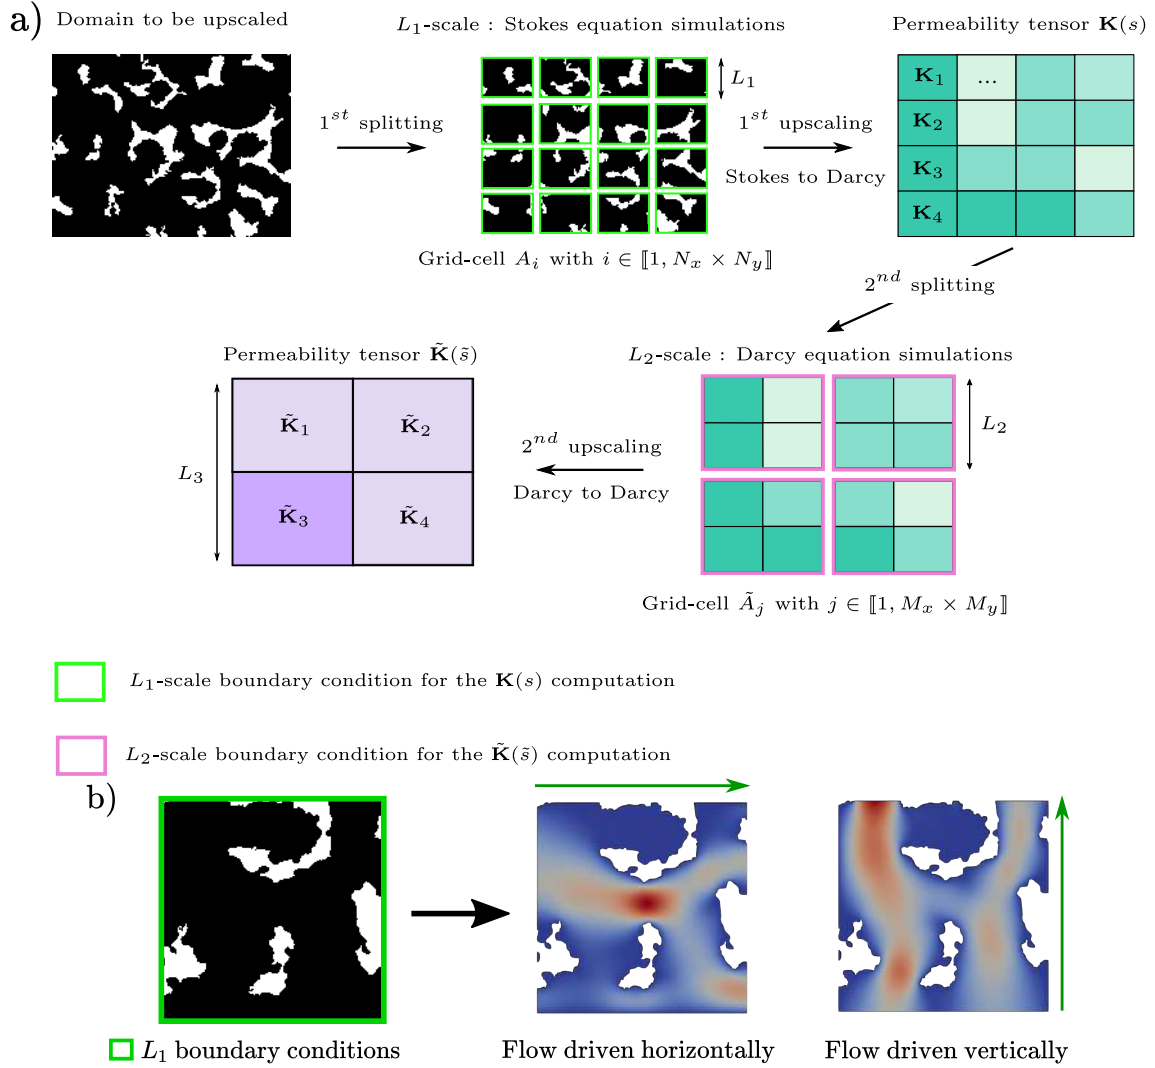 a)
Domain to be upscaled
L₁-scale : Stokes equation simulations
Permeability tensor K(s)
1ˢᵗ splitting
L₁
1ˢᵗ upscaling
Stokes to Darcy
K₁ ...
K₂
K₃
K₄
Grid-cell Aᵢ with i ∈ ⟦1, Nₓ × N_y⟧
2ⁿᵈ splitting
Permeability tensor K̃(s̃)
L₂-scale : Darcy equation simulations
L₃
K̃₁ K̃₂
K̃₃ K̃₄
2ⁿᵈ upscaling
Darcy to Darcy
L₂
Grid-cell Ãⱼ with j ∈ ⟦1, Mₓ × M_y⟧
L₁-scale boundary condition for the K(s) computation
L₂-scale boundary condition for the K̃(s̃) computation
b)
L₁ boundary conditions
Flow driven horizontally
Flow driven vertically